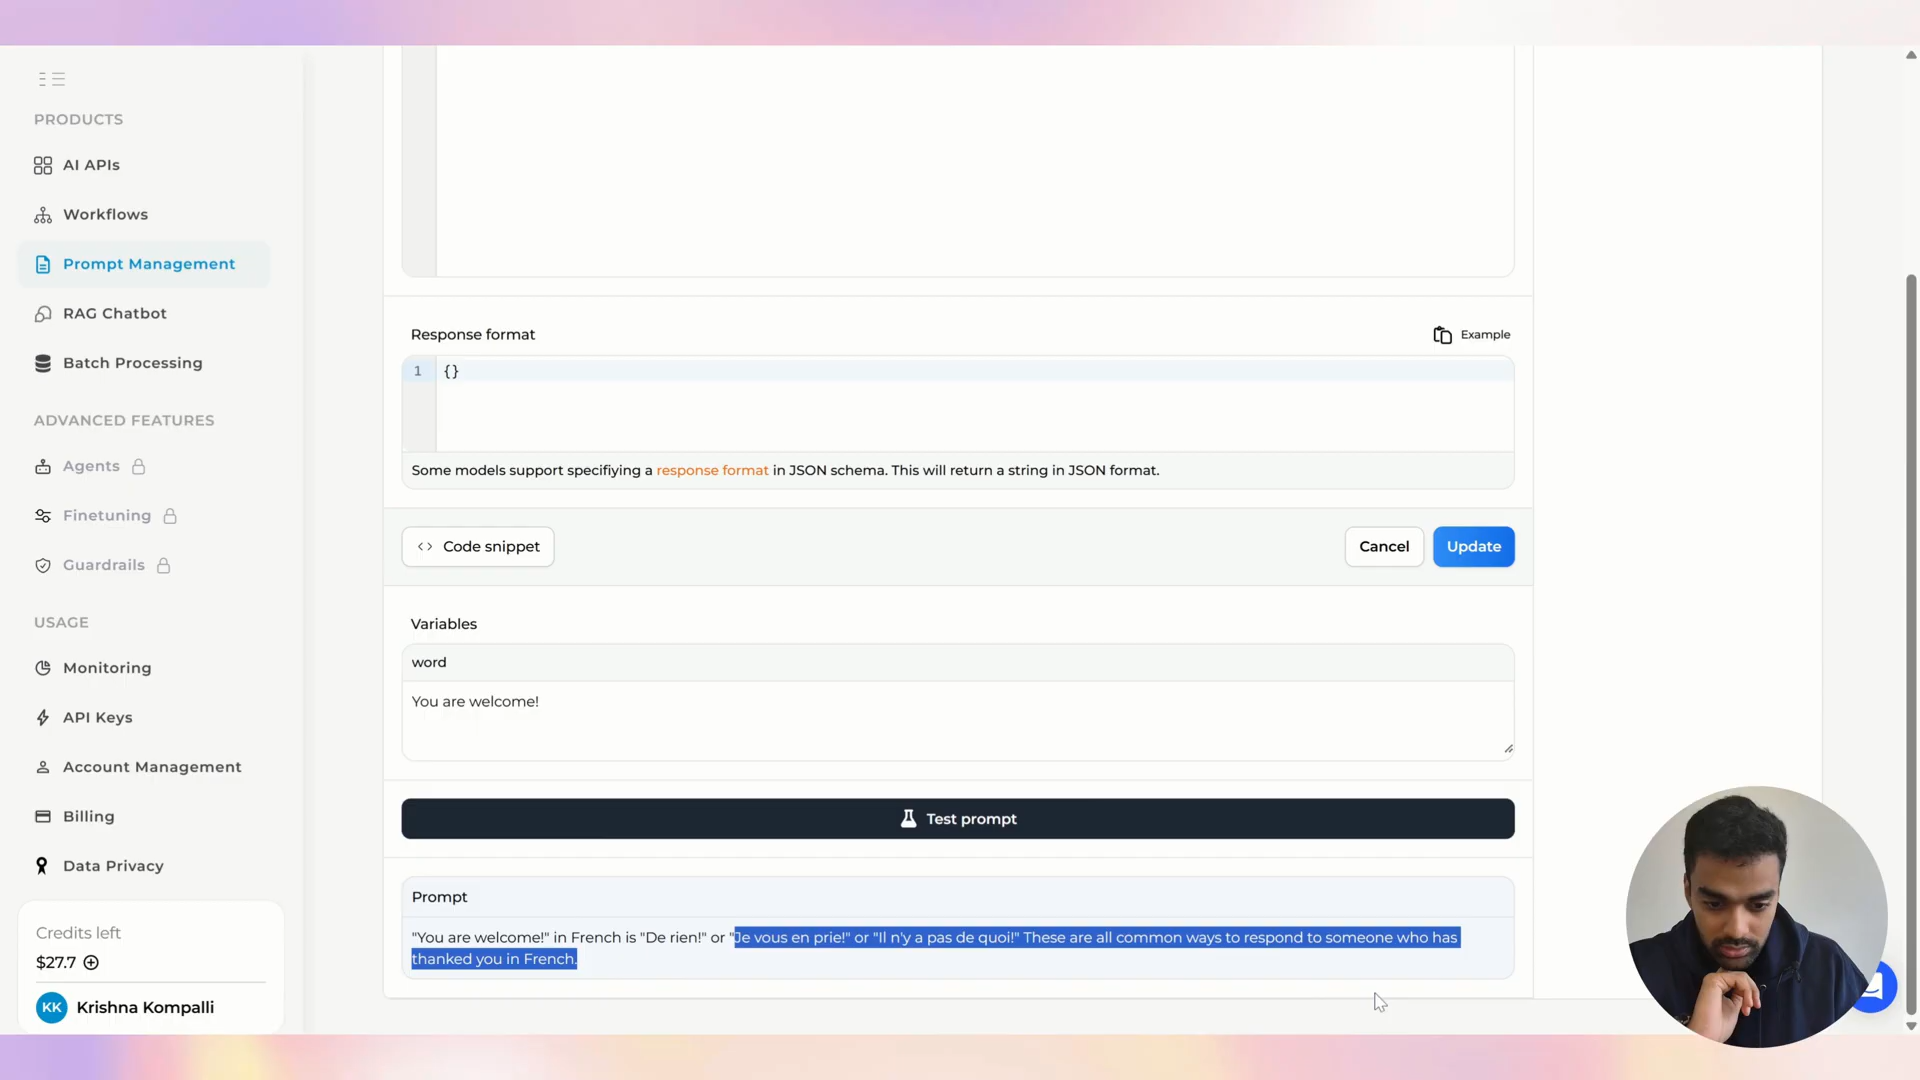 PRODUCTS
AI APIs
Workflows
Prompt Management
RAG Chatbot
Batch Processing
ADVANCED FEATURES
Agents
Finetuning
Guardrails
USAGE
Monitoring
API Keys
Account Management
Billing
Data Privacy
Credits left
$27.7
KK Krishna Kompalli
Response format
Example
1 {}
Some models support specifiying a response format in JSON schema. This will return a string in JSON format.
Code snippet
Cancel
Update
Variables
word
You are welcome!
Test prompt
Prompt
"You are welcome!" in French is "De rien!" or "Je vous en prie!" or "Il n'y a pas de quoi!" These are all common ways to respond to someone who has
thanked you in French.